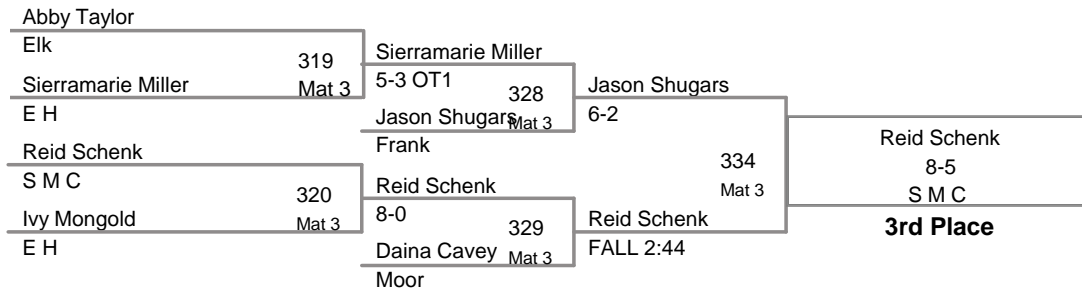 Abby Taylor
Elk
319
Mat 3
Sierramarie Miller
E H
Sierramarie Miller
5-3 OT1
328
Mat 3
Jason Shugars
Frank
Jason Shugars
6-2
Reid Schenk
S M C
320
Mat 3
Ivy Mongold
E H
Reid Schenk
8-0
329
Mat 3
Daina Cavey
Moor
Reid Schenk
FALL 2:44
334
Mat 3
Reid Schenk
8-5
S M C
3rd Place